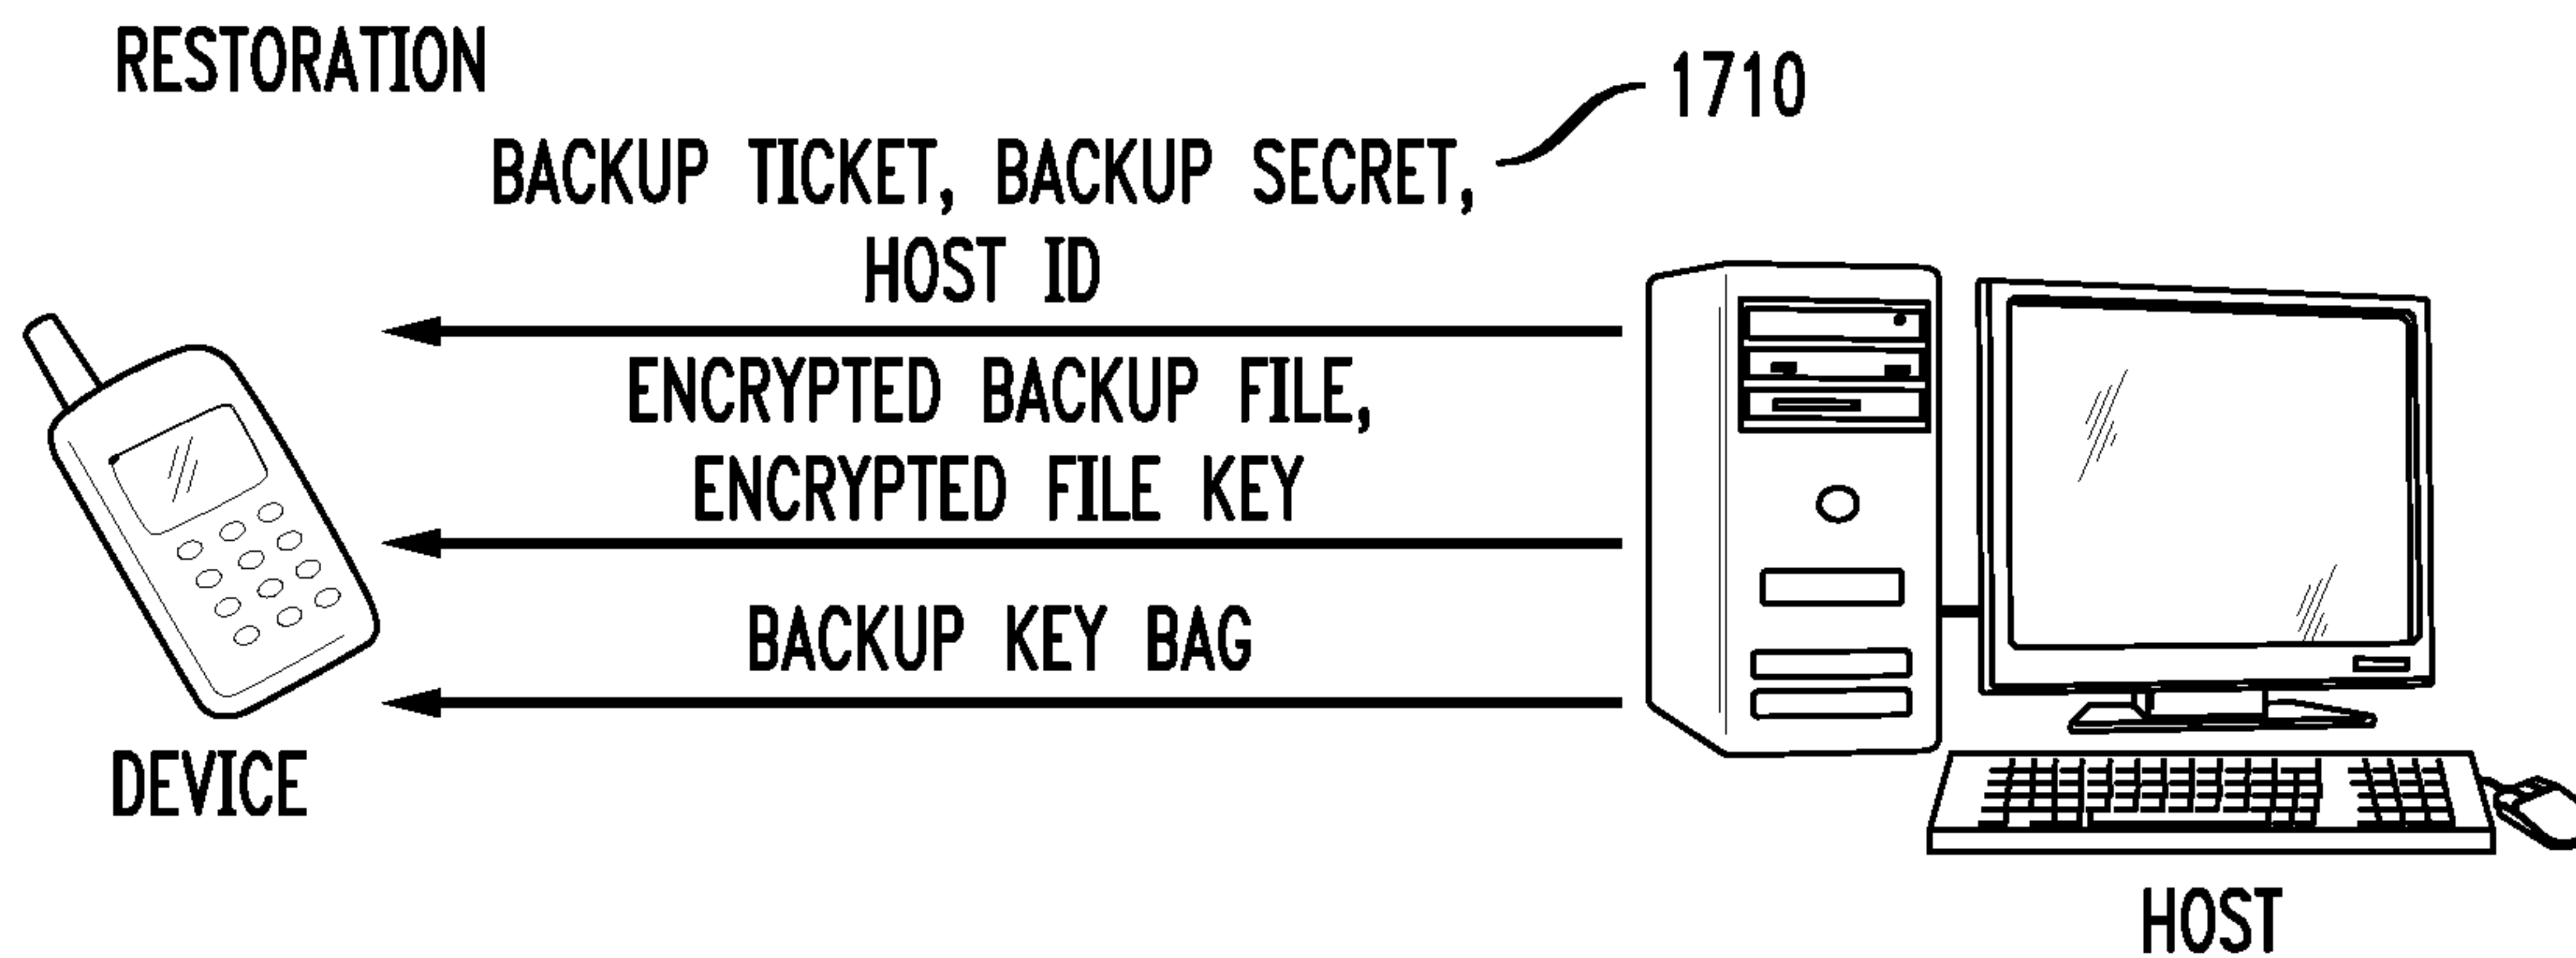 RESTORATION
1710
BACKUP TICKET, BACKUP SECRET,
HOST ID
ENCRYPTED BACKUP FILE,
ENCRYPTED FILE KEY
BACKUP KEY BAG
DEVICE
HOST